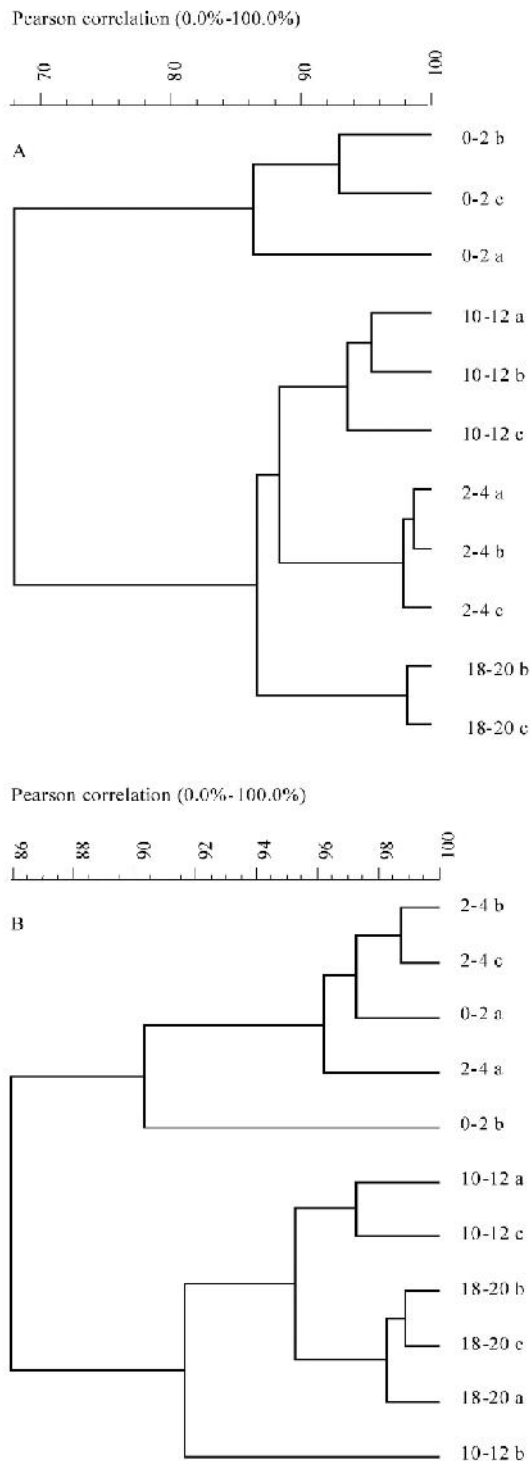 Pearson correlation (0.0%-100.0%)
70 80 90 100
A
0-2 b
0-2 c
0-2 a
10-12 a
10-12 b
10-12 c
2-4 a
2-4 b
2-4 c
18-20 b
18-20 c
Pearson correlation (0.0%-100.0%)
86 88 90 92 94 96 98 100
B
2-4 b
2-4 c
0-2 a
2-4 a
0-2 b
10-12 a
10-12 c
18-20 b
18-20 c
18-20 a
10-12 b